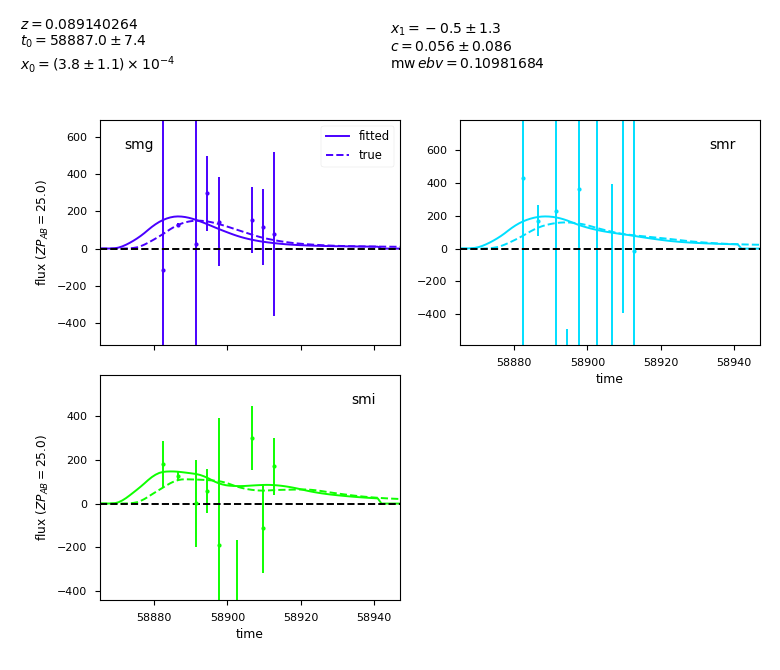 z = 0.089140264
t₀ = 58887.0 ± 7.4
x₀ = (3.8 ± 1.1) × 10⁻⁴
x₁ = −0.5 ± 1.3
c = 0.056 ± 0.086
mw ebv = 0.10981684
smg
fitted
true
600
400
200
0
−200
−400
flux (ZP_AB = 25.0)
smr
600
400
200
0
−200
−400
58880 58900 58920 58940
time
smi
400
200
0
−200
−400
flux (ZP_AB = 25.0)
58880 58900 58920 58940
time